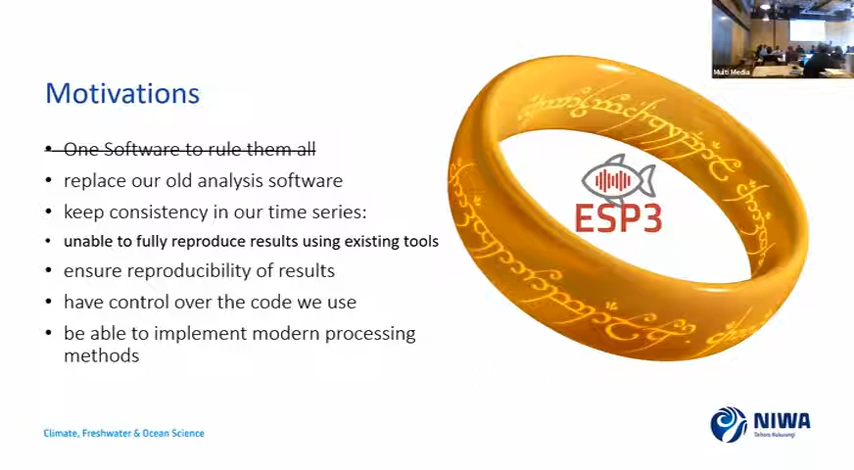 Multi Media
Motivations
• One Software to rule them all
• replace our old analysis software
• keep consistency in our time series:
• unable to fully reproduce results using existing tools
• ensure reproducibility of results
• have control over the code we use
• be able to implement modern processing
methods
ESP3
Climate, Freshwater & Ocean Science
NIWA
Taihoro Nukurangi